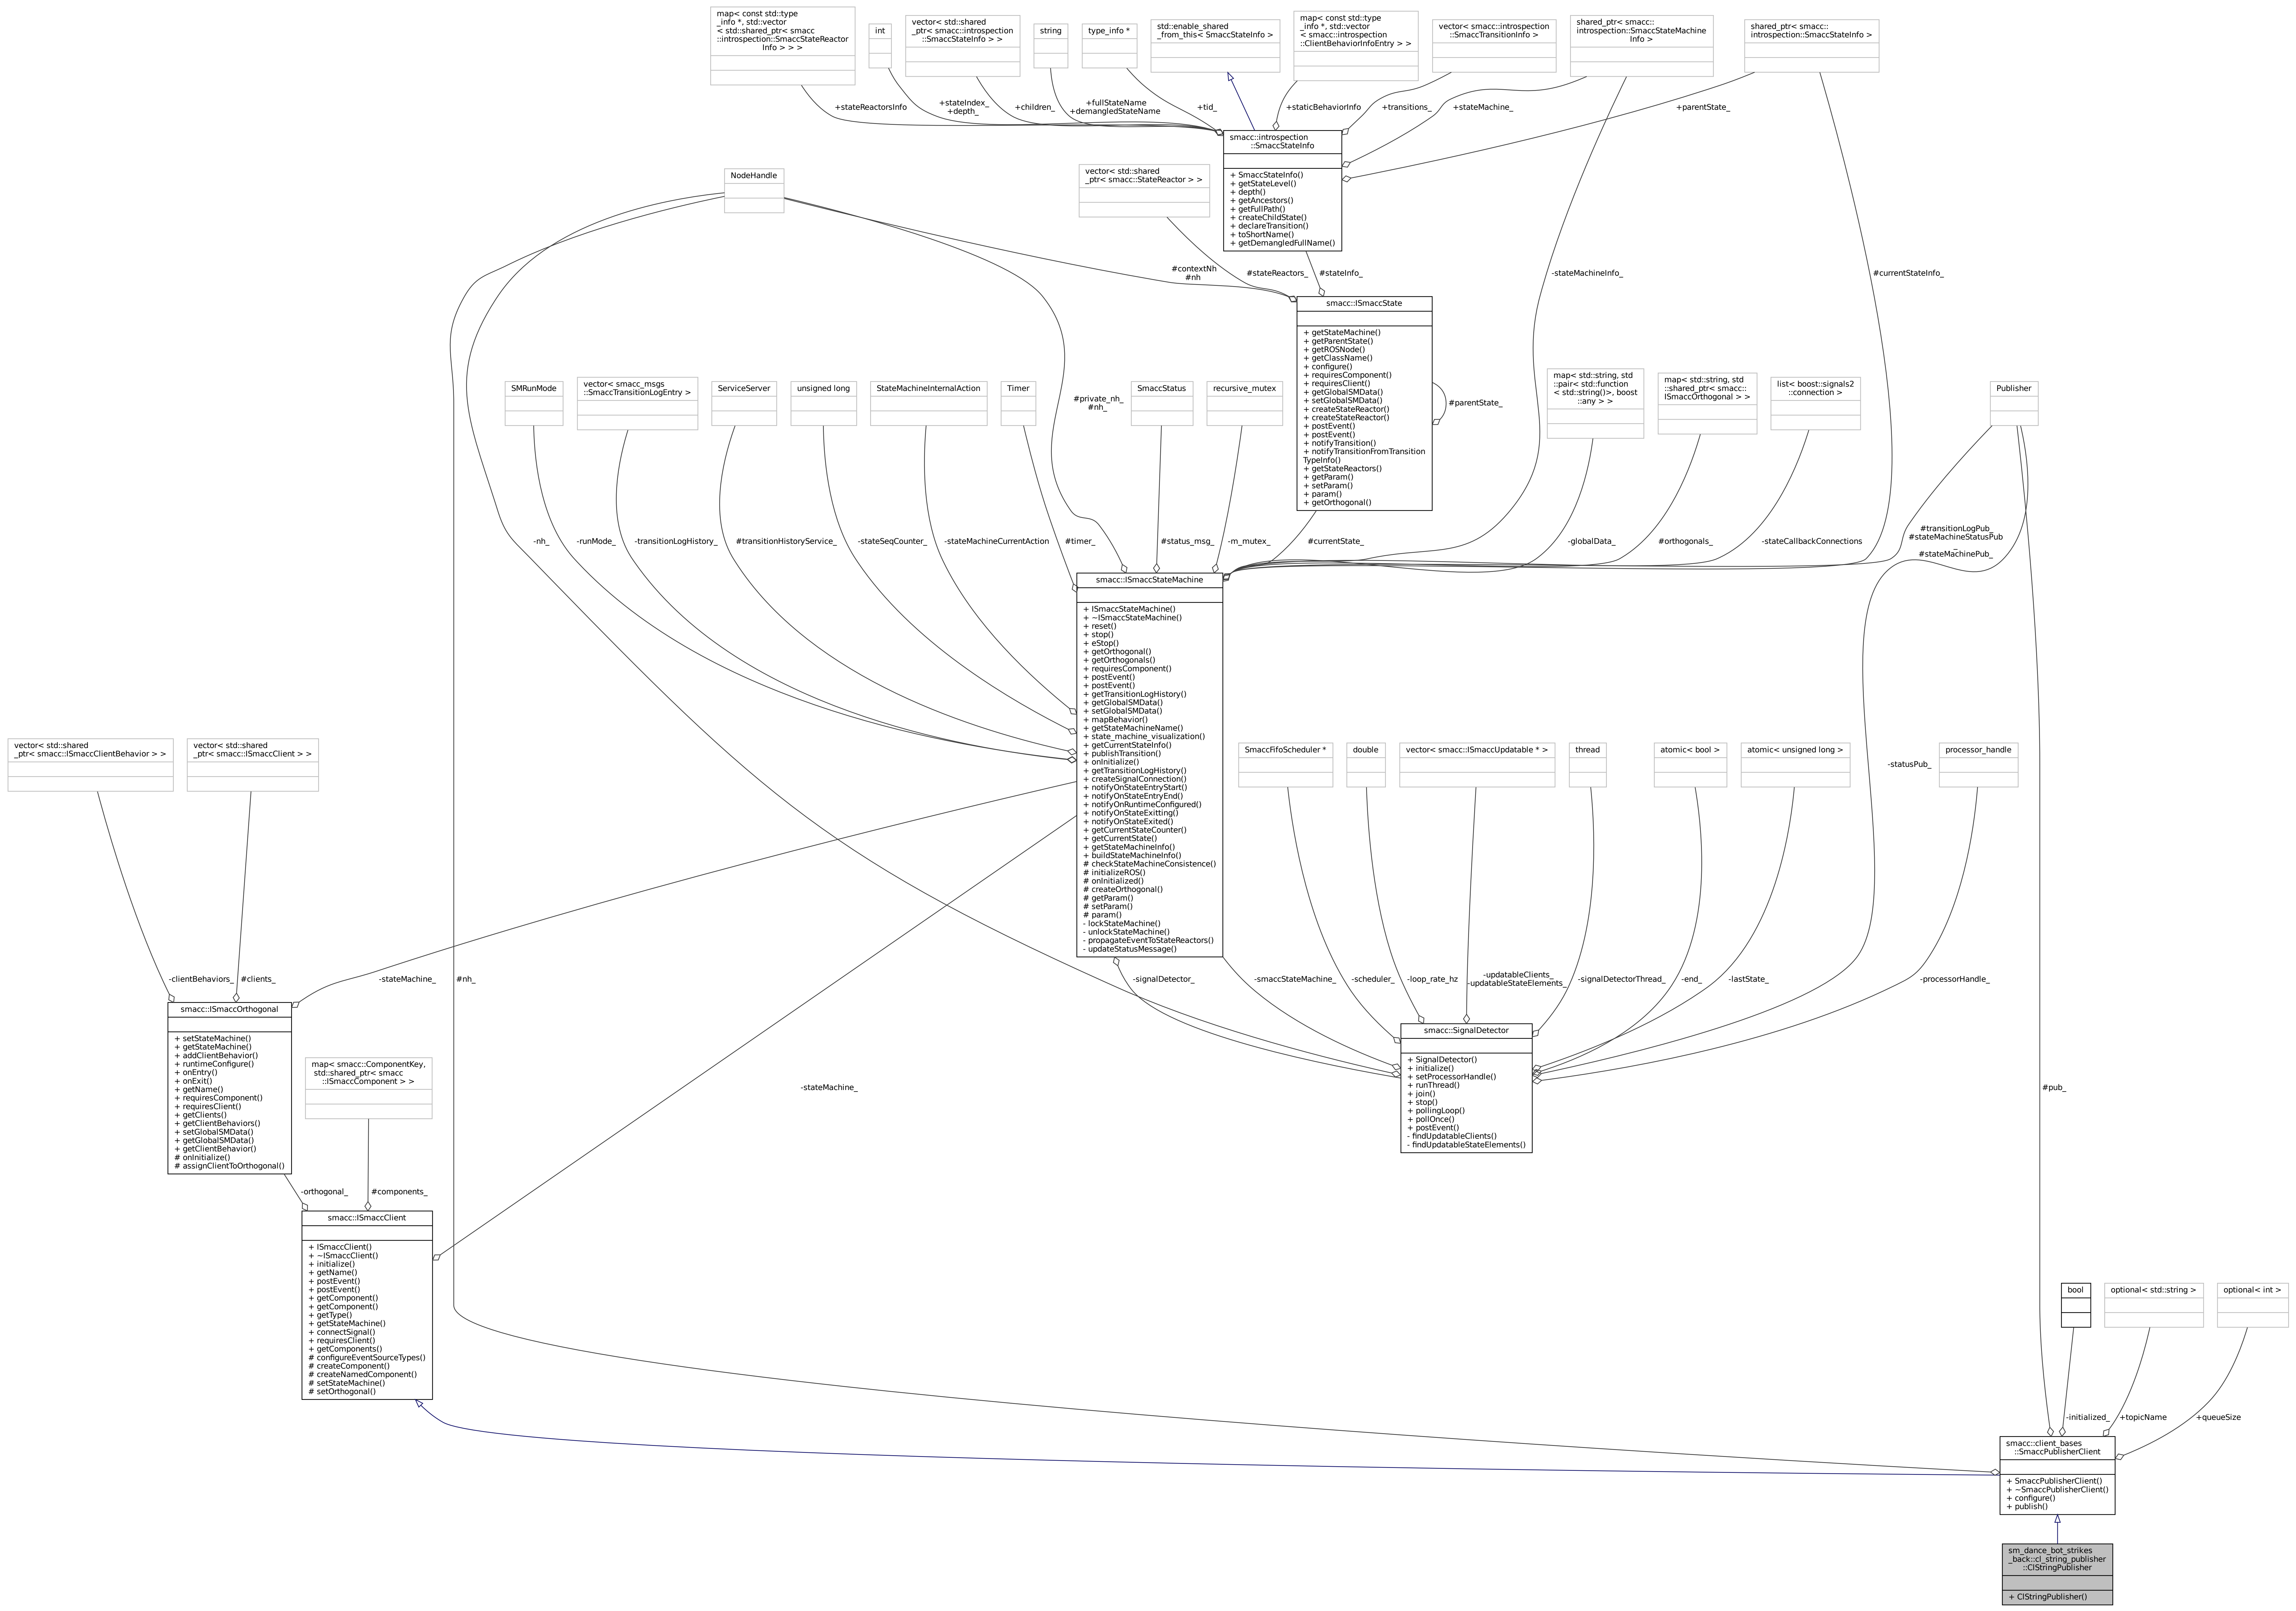 map< const std::type
_info *, std::vector
< std::shared_ptr< smacc
::introspection::SmaccStateReactor
Info > > >
int
vector< std::shared
_ptr< smacc::introspection
::SmaccStateInfo > >
string
type_info *
std::enable_shared
_from_this< SmaccStateInfo >
map< const std::type
_info *, std::vector
< smacc::introspection
::ClientBehaviorInfoEntry > >
vector< smacc::introspection
::SmaccTransitionInfo >
shared_ptr< smacc::
introspection::SmaccStateMachine
Info >
shared_ptr< smacc::
introspection::SmaccStateInfo >
+stateReactorsInfo
+stateIndex_
+depth_
+children_
+fullStateName
+demangledStateName
+tid_
+staticBehaviorInfo
+transitions_
+stateMachine_
+parentState_
smacc::introspection
::SmaccStateInfo
+ SmaccStateInfo()
+ getStateLevel()
+ depth()
+ getAncestors()
+ getFullPath()
+ createChildState()
+ declareTransition()
+ toShortName()
+ getDemangledFullName()
NodeHandle
vector< std::shared
_ptr< smacc::StateReactor > >
#contextNh
#nh
#stateReactors_
#stateInfo_
-stateMachineInfo_
#currentStateInfo_
smacc::ISmaccState
+ getStateMachine()
+ getParentState()
+ getROSNode()
+ getClassName()
+ configure()
+ requiresComponent()
+ requiresClient()
+ getGlobalSMData()
+ setGlobalSMData()
+ createStateReactor()
+ createStateReactor()
+ postEvent()
+ postEvent()
+ notifyTransition()
+ notifyTransitionFromTransition
TypeInfo()
+ getStateReactors()
+ getParam()
+ setParam()
+ param()
+ getOrthogonal()
#parentState_
SMRunMode
vector< smacc_msgs
::SmaccTransitionLogEntry >
ServiceServer
unsigned long
StateMachineInternalAction
Timer
#private_nh_
#nh_
SmaccStatus
recursive_mutex
map< std::string, std
::pair< std::function
< std::string()>, boost
::any > >
map< std::string, std
::shared_ptr< smacc::
ISmaccOrthogonal > >
list< boost::signals2
::connection >
Publisher
-nh_
-runMode_
-transitionLogHistory_
#transitionHistoryService_
-stateSeqCounter_
-stateMachineCurrentAction
#timer_
#status_msg_
-m_mutex_
#currentState_
-globalData_
#orthogonals_
-stateCallbackConnections
#transitionLogPub_
#stateMachineStatusPub
_
#stateMachinePub_
smacc::ISmaccStateMachine
+ ISmaccStateMachine()
+ ~ISmaccStateMachine()
+ reset()
+ stop()
+ eStop()
+ getOrthogonal()
+ getOrthogonals()
+ requiresComponent()
+ postEvent()
+ postEvent()
+ getTransitionLogHistory()
+ getGlobalSMData()
+ setGlobalSMData()
+ mapBehavior()
+ getStateMachineName()
+ state_machine_visualization()
+ getCurrentStateInfo()
+ publishTransition()
+ onInitialize()
+ getTransitionLogHistory()
+ createSignalConnection()
+ notifyOnStateEntryStart()
+ notifyOnStateEntryEnd()
+ notifyOnRuntimeConfigured()
+ notifyOnStateExitting()
+ notifyOnStateExited()
+ getCurrentStateCounter()
+ getCurrentState()
+ getStateMachineInfo()
+ buildStateMachineInfo()
# checkStateMachineConsistence()
# initializeROS()
# onInitialized()
# createOrthogonal()
# getParam()
# setParam()
# param()
- lockStateMachine()
- unlockStateMachine()
- propagateEventToStateReactors()
- updateStatusMessage()
vector< std::shared
_ptr< smacc::ISmaccClientBehavior > >
vector< std::shared
_ptr< smacc::ISmaccClient > >
SmaccFifoScheduler *
double
vector< smacc::ISmaccUpdatable * >
thread
atomic< bool >
atomic< unsigned long >
processor_handle
-statusPub_
-clientBehaviors_
#clients_
-stateMachine_
#nh_
-signalDetector_
-smaccStateMachine_
-scheduler_
-loop_rate_hz
-updatableClients_
-updatableStateElements_
-signalDetectorThread_
-end_
-lastState_
-processorHandle_
smacc::ISmaccOrthogonal
+ setStateMachine()
+ getStateMachine()
+ addClientBehavior()
+ runtimeConfigure()
+ onEntry()
+ onExit()
+ getName()
+ requiresComponent()
+ requiresClient()
+ getClients()
+ getClientBehaviors()
+ setGlobalSMData()
+ getGlobalSMData()
+ getClientBehavior()
# onInitialize()
# assignClientToOrthogonal()
map< smacc::ComponentKey,
std::shared_ptr< smacc
::ISmaccComponent > >
smacc::SignalDetector
+ SignalDetector()
+ initialize()
+ setProcessorHandle()
+ runThread()
+ join()
+ stop()
+ pollingLoop()
+ pollOnce()
+ postEvent()
- findUpdatableClients()
- findUpdatableStateElements()
-stateMachine_
#pub_
-orthogonal_
#components_
smacc::ISmaccClient
+ ISmaccClient()
+ ~ISmaccClient()
+ initialize()
+ getName()
+ postEvent()
+ postEvent()
+ getComponent()
+ getComponent()
+ getType()
+ getStateMachine()
+ connectSignal()
+ requiresClient()
+ getComponents()
# configureEventSourceTypes()
# createComponent()
# createNamedComponent()
# setStateMachine()
# setOrthogonal()
bool
optional< std::string >
optional< int >
-initialized_
+topicName
+queueSize
smacc::client_bases
::SmaccPublisherClient
+ SmaccPublisherClient()
+ ~SmaccPublisherClient()
+ configure()
+ publish()
sm_dance_bot_strikes
_back::cl_string_publisher
::ClStringPublisher
+ ClStringPublisher()